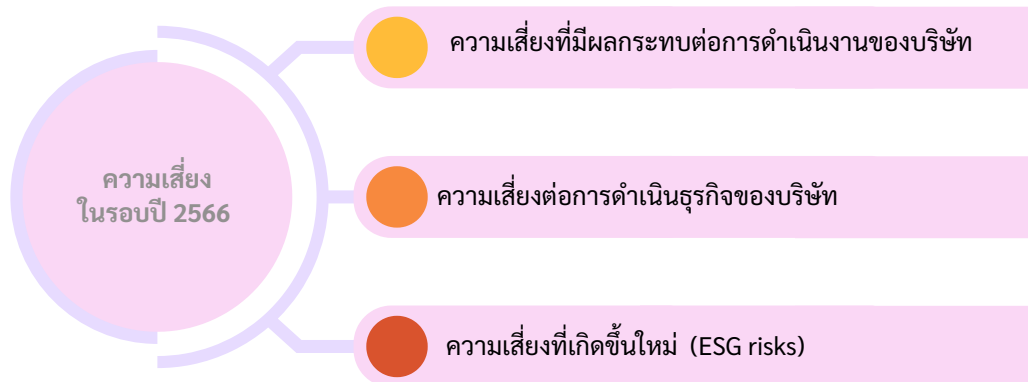 ความเสี่ยงที่มีผลกระทบต่อการดำเนินงานของบริษัท
ความเสี่ยง
ในรอบปี 2566
ความเสี่ยงต่อการดำเนินธุรกิจของบริษัท
ความเสี่ยงที่เกิดขึ้นใหม่ (ESG risks)